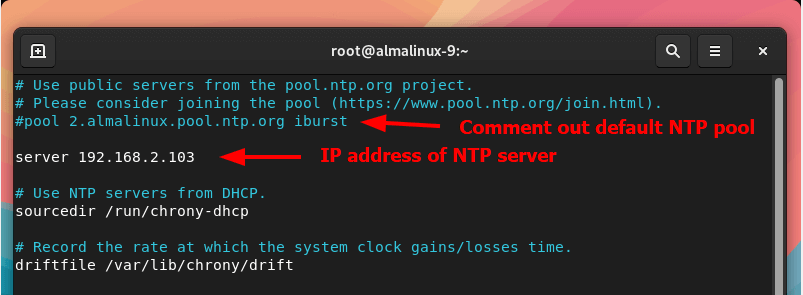 root@almalinux-9:~
# Use public servers from the pool.ntp.org project.
# Please consider joining the pool (https://www.pool.ntp.org/join.html).
#pool 2.almalinux.pool.ntp.org iburst
Comment out default NTP pool
server 192.168.2.103
IP address of NTP server
# Use NTP servers from DHCP.
sourcedir /run/chrony-dhcp
# Record the rate at which the system clock gains/losses time.
driftfile /var/lib/chrony/drift